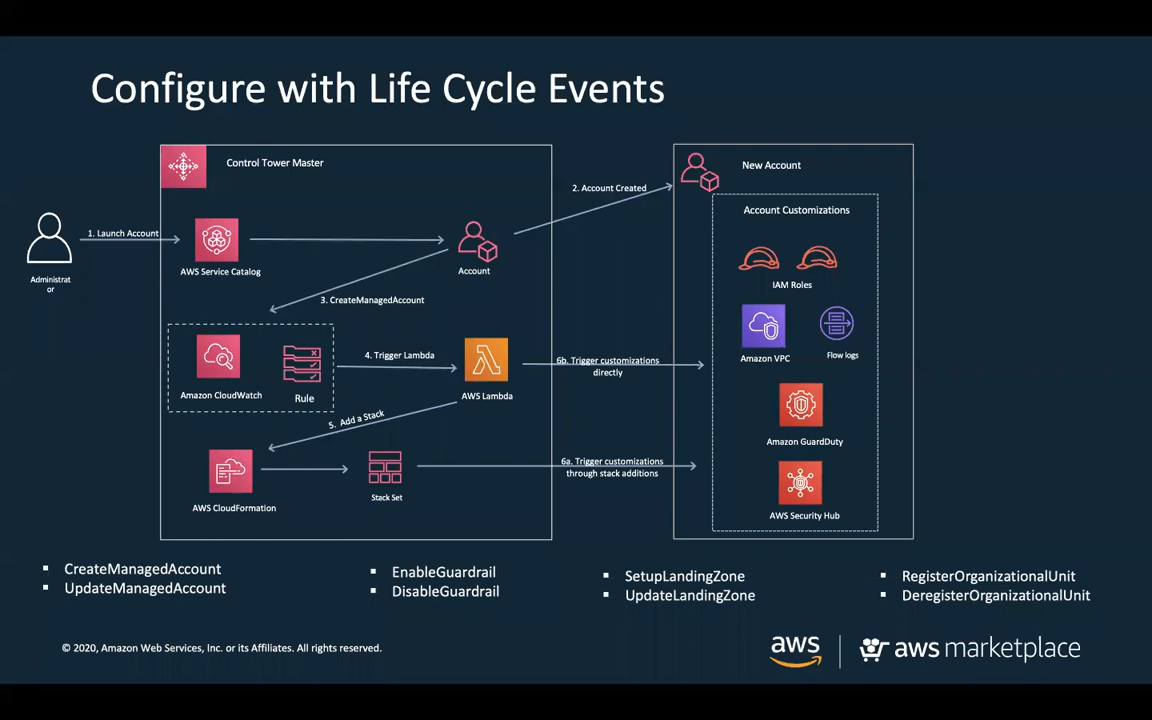 Configure with Life Cycle Events
Control Tower Master
New Account
2. Account Created
Account Customizations
1. Launch Account
AWS Service Catalog
Account
Administrat
or
IAM Roles
3. CreateManagedAccount
4. Trigger Lambda
6b. Trigger customizations
directly
Amazon VPC
Flow logs
Amazon CloudWatch
Rule
AWS Lambda
5. Add a Stack
Amazon GuardDuty
6a. Trigger customizations
through stack additions
Stack Set
AWS CloudFormation
AWS Security Hub
▪ CreateManagedAccount
▪ UpdateManagedAccount
▪ EnableGuardrail
▪ DisableGuardrail
▪ SetupLandingZone
▪ UpdateLandingZone
▪ RegisterOrganizationalUnit
▪ DeregisterOrganizationalUnit
© 2020, Amazon Web Services, Inc. or its Affiliates. All rights reserved.
aws
aws marketplace